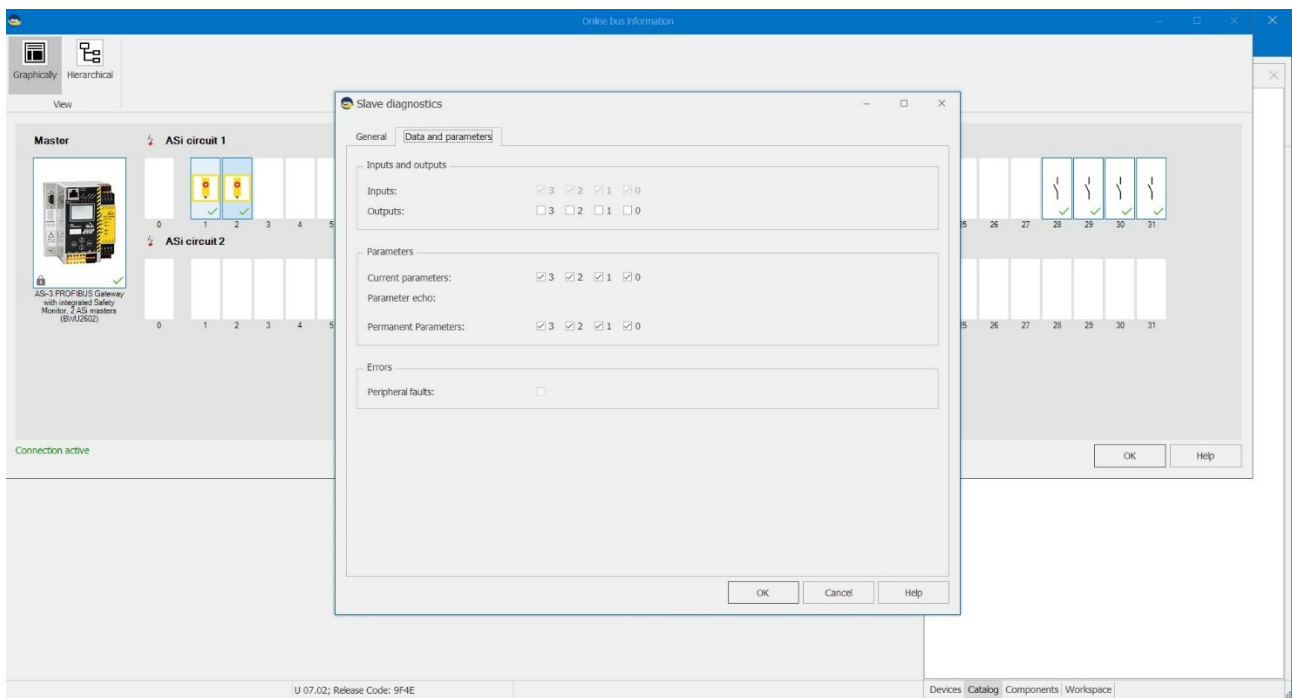 Online bus information
Graphically Hierarchical
View
Slave diagnostics
General Data and parameters
Master
ASi circuit 1
Inputs and outputs
Inputs: 3 2 1 0
Outputs: 3 2 1 0
0 1 2 3 4 5
25 26 27 28 29 30 31
ASi circuit 2
Parameters
Current parameters: 3 2 1 0
Parameter echo:
Permanent Parameters: 3 2 1 0
ASi-3 PROFIBUS Gateway
with integrated Safety
Monitor, 2 ASi masters
(BWU2602)
0 1 2 3 4 5
25 26 27 28 29 30 31
Errors
Peripheral faults:
Connection active
OK Help
OK Cancel Help
U 07.02; Release Code: 9F4E
Devices Catalog Components Workspace